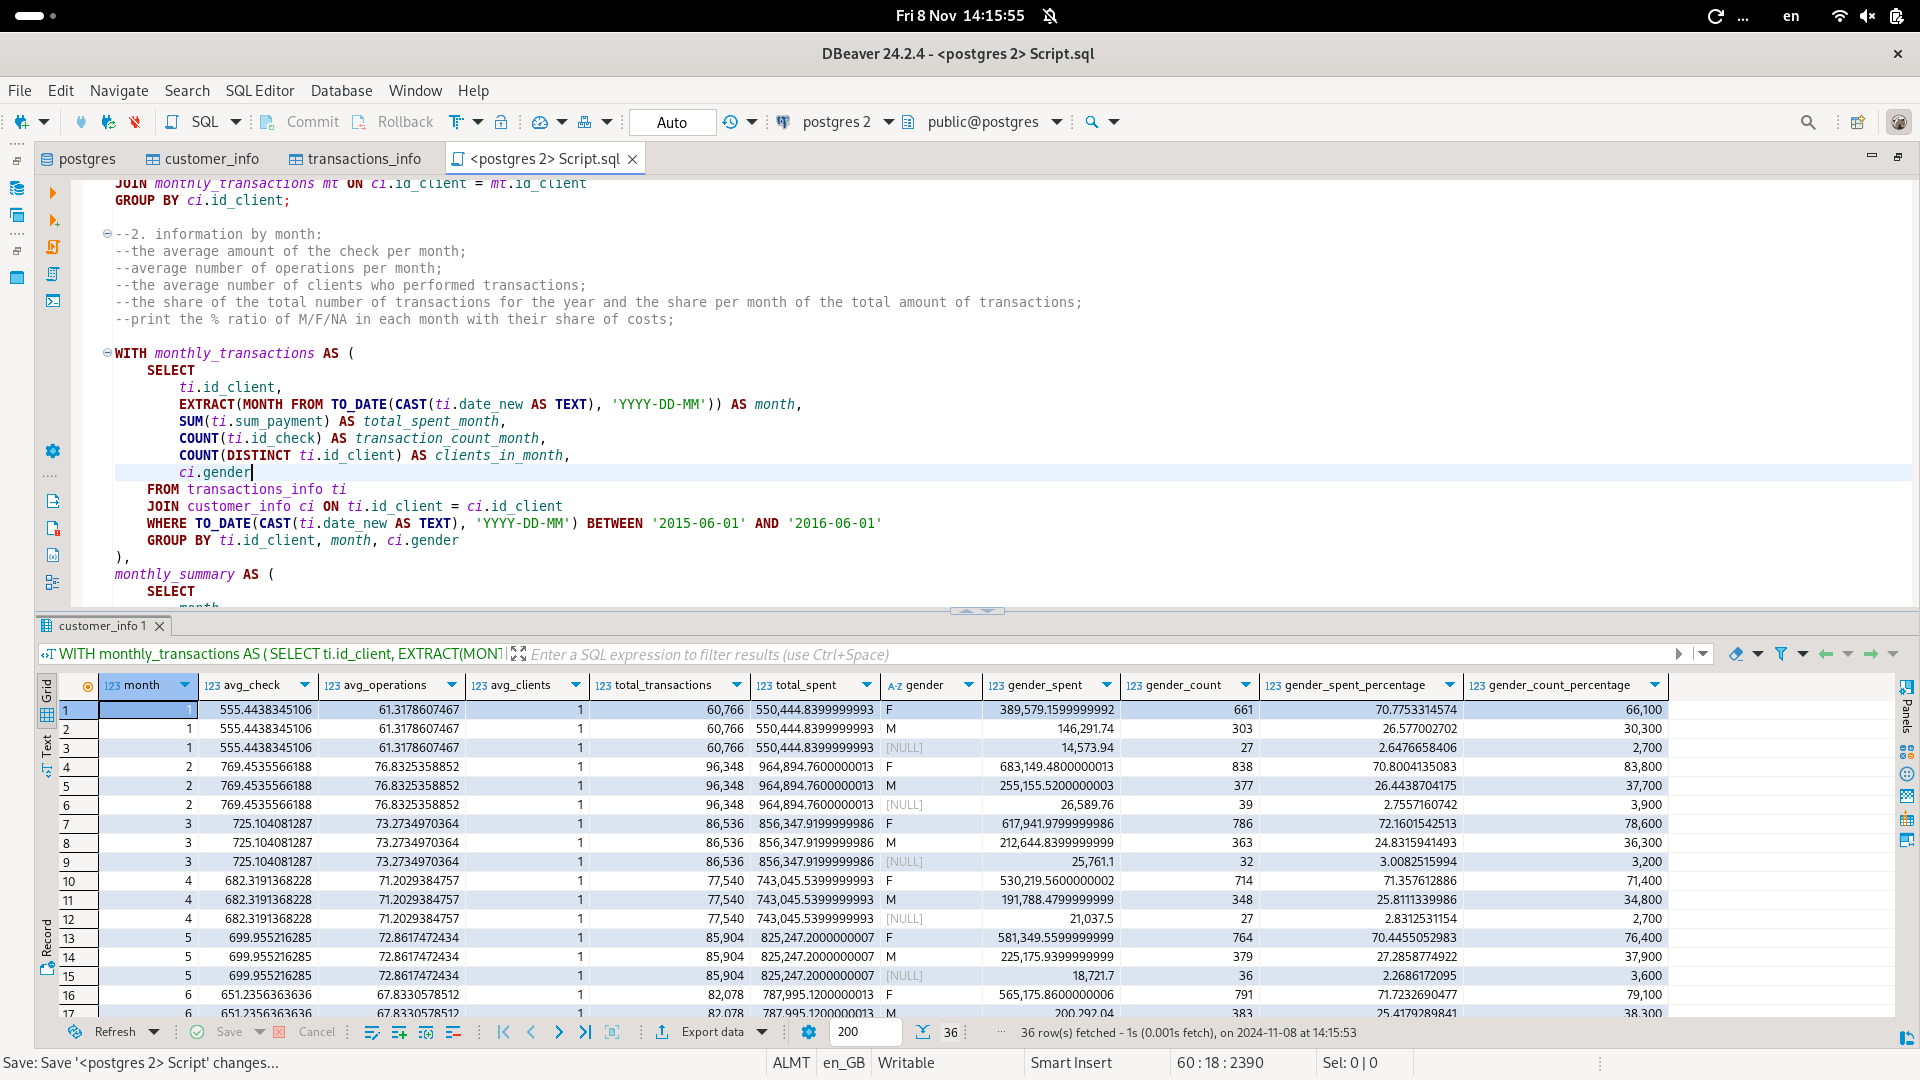 Fri 8 Nov 14:15:55
... en
DBeaver 24.2.4 - <postgres 2> Script.sql
File Edit Navigate Search SQL Editor Database Window Help
SQL Commit Rollback Auto postgres 2 public@postgres
postgres customer_info transactions_info <postgres 2> Script.sql
JOIN monthly_transactions mt ON ci.id_client = mt.id_client
GROUP BY ci.id_client;
--2. information by month:
--the average amount of the check per month;
--average number of operations per month;
--the average number of clients who performed transactions;
--the share of the total number of transactions for the year and the share per month of the total amount of transactions;
--print the % ratio of M/F/NA in each month with their share of costs;
WITH monthly_transactions AS (
SELECT
ti.id_client,
EXTRACT(MONTH FROM TO_DATE(CAST(ti.date_new AS TEXT), 'YYYY-DD-MM')) AS month,
SUM(ti.sum_payment) AS total_spent_month,
COUNT(ti.id_check) AS transaction_count_month,
COUNT(DISTINCT ti.id_client) AS clients_in_month,
ci.gender
FROM transactions_info ti
JOIN customer_info ci ON ti.id_client = ci.id_client
WHERE TO_DATE(CAST(ti.date_new AS TEXT), 'YYYY-DD-MM') BETWEEN '2015-06-01' AND '2016-06-01'
GROUP BY ti.id_client, month, ci.gender
),
monthly_summary AS (
SELECT
month
customer_info 1
WITH monthly_transactions AS ( SELECT ti.id_client, EXTRACT(MONT Enter a SQL expression to filter results (use Ctrl+Space)
Grid Text Record
Panels
123 month 123 avg_check 123 avg_operations 123 avg_clients 123 total_transactions 123 total_spent A-Z gender 123 gender_spent 123 gender_count 123 gender_spent_percentage 123 gender_count_percentage
1 1 555.4438345106 61.3178607467 1 60,766 550,444.8399999993 F 389,579.1599999992 661 70.7753314574 66,100
2 1 555.4438345106 61.3178607467 1 60,766 550,444.8399999993 M 146,291.74 303 26.577002702 30,300
3 1 555.4438345106 61.3178607467 1 60,766 550,444.8399999993 [NULL] 14,573.94 27 2.6476658406 2,700
4 2 769.4535566188 76.8325358852 1 96,348 964,894.7600000013 F 683,149.4800000013 838 70.8004135083 83,800
5 2 769.4535566188 76.8325358852 1 96,348 964,894.7600000013 M 255,155.5200000003 377 26.4438704175 37,700
6 2 769.4535566188 76.8325358852 1 96,348 964,894.7600000013 [NULL] 26,589.76 39 2.7557160742 3,900
7 3 725.104081287 73.2734970364 1 86,536 856,347.9199999986 F 617,941.9799999986 786 72.1601542513 78,600
8 3 725.104081287 73.2734970364 1 86,536 856,347.9199999986 M 212,644.8399999999 363 24.8315941493 36,300
9 3 725.104081287 73.2734970364 1 86,536 856,347.9199999986 [NULL] 25,761.1 32 3.0082515994 3,200
10 4 682.3191368228 71.2029384757 1 77,540 743,045.5399999993 F 530,219.5600000002 714 71.357612886 71,400
11 4 682.3191368228 71.2029384757 1 77,540 743,045.5399999993 M 191,788.4799999999 348 25.8111339986 34,800
12 4 682.3191368228 71.2029384757 1 77,540 743,045.5399999993 [NULL] 21,037.5 27 2.8312531154 2,700
13 5 699.955216285 72.8617472434 1 85,904 825,247.2000000007 F 581,349.5599999999 764 70.4455052983 76,400
14 5 699.955216285 72.8617472434 1 85,904 825,247.2000000007 M 225,175.9399999999 379 27.2858774922 37,900
15 5 699.955216285 72.8617472434 1 85,904 825,247.2000000007 [NULL] 18,721.7 36 2.2686172095 3,600
16 6 651.2356363636 67.8330578512 1 82,078 787,995.1200000013 F 565,175.8600000006 791 71.7232690477 79,100
17 6 651.2356363636 67.8330578512 1 82,078 787,995.1200000013 M 200,292.04 383 25.4179289841 38,300
Refresh Save Cancel Export data 200 36 ... 36 row(s) fetched - 1s (0.001s fetch), on 2024-11-08 at 14:15:53
Save: Save '<postgres 2> Script' changes... ALMT en_GB Writable Smart Insert 60 : 18 : 2390 Sel: 0 | 0